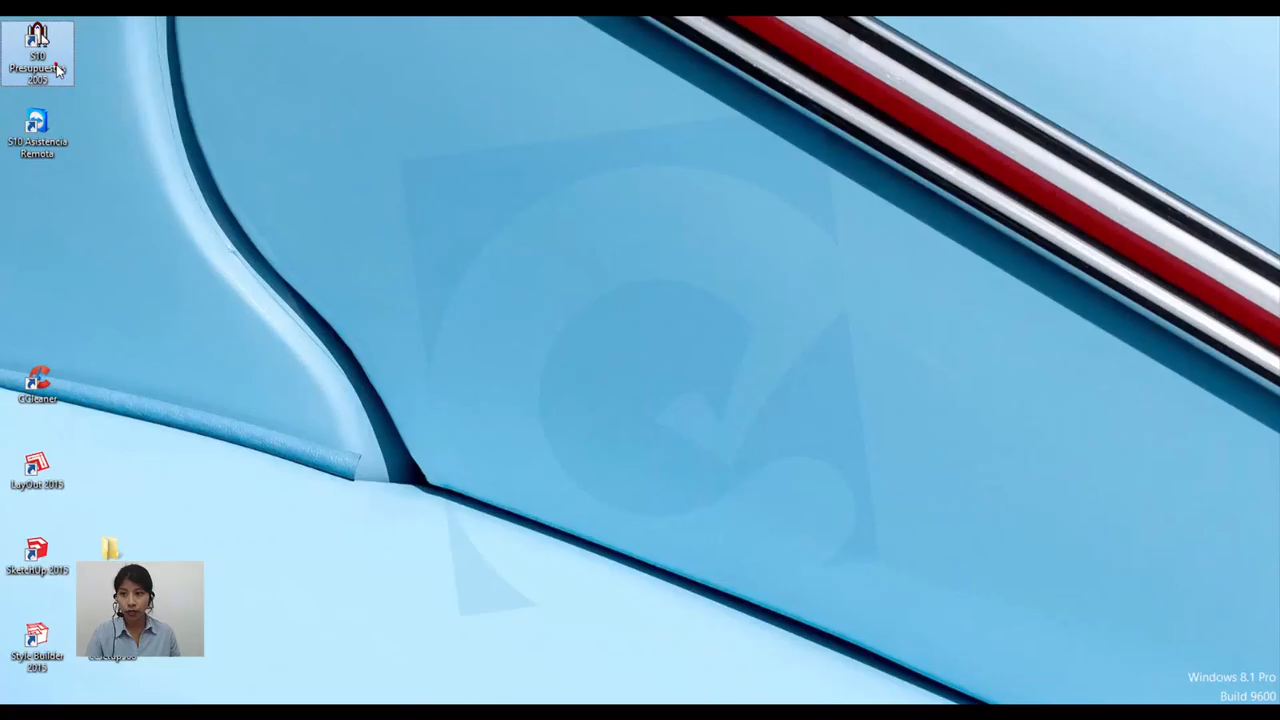 S10
Presupuest
2005
S10 Asistencia
Remota
CCleaner
LayOut 2015
SketchUp 2015
Style Builder
2015
Windows 8.1 Pro
Build 9600